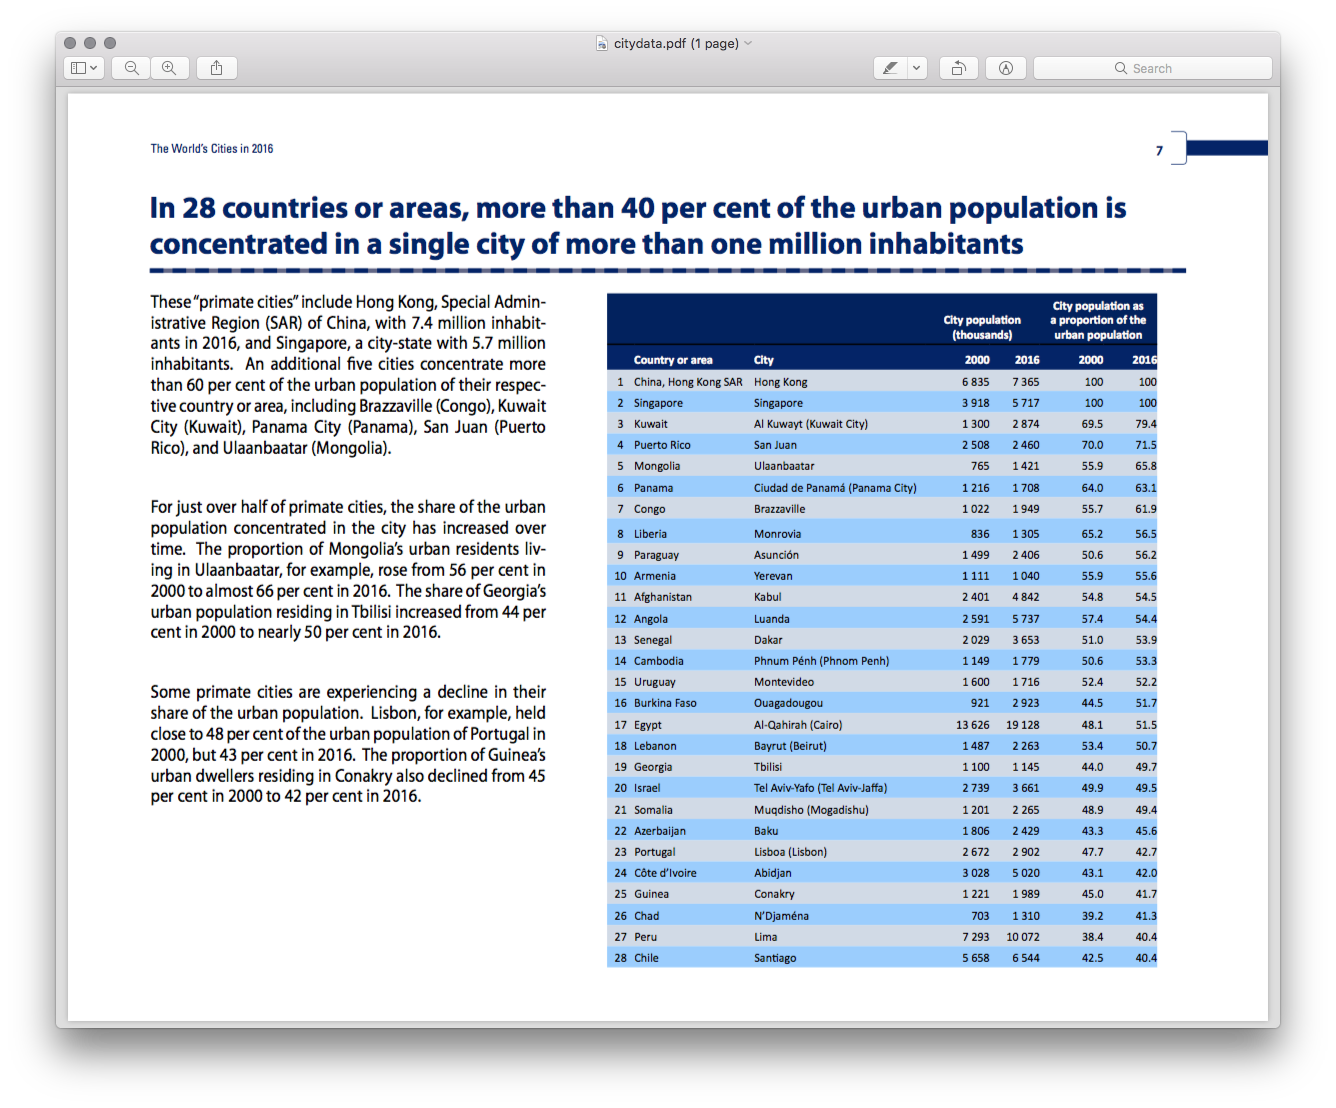 citydata.pdf (1 page)
Search
The World's Cities in 2016
7
In 28 countries or areas, more than 40 per cent of the urban population is
concentrated in a single city of more than one million inhabitants
These “primate cities” include Hong Kong, Special Admin-
istrative Region (SAR) of China, with 7.4 million inhabit-
ants in 2016, and Singapore, a city-state with 5.7 million
inhabitants. An additional five cities concentrate more
than 60 per cent of the urban population of their respec-
tive country or area, including Brazzaville (Congo), Kuwait
City (Kuwait), Panama City (Panama), San Juan (Puerto
Rico), and Ulaanbaatar (Mongolia).
For just over half of primate cities, the share of the urban
population concentrated in the city has increased over
time. The proportion of Mongolia's urban residents liv-
ing in Ulaanbaatar, for example, rose from 56 per cent in
2000 to almost 66 per cent in 2016. The share of Georgia's
urban population residing in Tbilisi increased from 44 per
cent in 2000 to nearly 50 per cent in 2016.
Some primate cities are experiencing a decline in their
share of the urban population. Lisbon, for example, held
close to 48 per cent of the urban population of Portugal in
2000, but 43 per cent in 2016. The proportion of Guinea's
urban dwellers residing in Conakry also declined from 45
per cent in 2000 to 42 per cent in 2016.
City population (thousands)
City population as a proportion of the urban population
Country or area City 2000 2016 2000 2016
1 China, Hong Kong SAR Hong Kong 6 835 7 365 100 100
2 Singapore Singapore 3 918 5 717 100 100
3 Kuwait Al Kuwayt (Kuwait City) 1 300 2 874 69.5 79.4
4 Puerto Rico San Juan 2 508 2 460 70.0 71.5
5 Mongolia Ulaanbaatar 765 1 421 55.9 65.8
6 Panama Ciudad de Panamá (Panama City) 1 216 1 708 64.0 63.1
7 Congo Brazzaville 1 022 1 949 55.7 61.9
8 Liberia Monrovia 836 1 305 65.2 56.5
9 Paraguay Asunción 1 499 2 406 50.6 56.2
10 Armenia Yerevan 1 111 1 040 55.9 55.6
11 Afghanistan Kabul 2 401 4 842 54.8 54.5
12 Angola Luanda 2 591 5 737 57.4 54.4
13 Senegal Dakar 2 029 3 653 51.0 53.9
14 Cambodia Phnum Pénh (Phnom Penh) 1 149 1 779 50.6 53.3
15 Uruguay Montevideo 1 600 1 716 52.4 52.2
16 Burkina Faso Ouagadougou 921 2 923 44.5 51.7
17 Egypt Al-Qahirah (Cairo) 13 626 19 128 48.1 51.5
18 Lebanon Bayrut (Beirut) 1 487 2 263 53.4 50.7
19 Georgia Tbilisi 1 100 1 145 44.0 49.7
20 Israel Tel Aviv-Yafo (Tel Aviv-Jaffa) 2 739 3 661 49.9 49.5
21 Somalia Muqdisho (Mogadishu) 1 201 2 265 48.9 49.4
22 Azerbaijan Baku 1 806 2 429 43.3 45.6
23 Portugal Lisboa (Lisbon) 2 672 2 902 47.7 42.7
24 Côte d'Ivoire Abidjan 3 028 5 020 43.1 42.0
25 Guinea Conakry 1 221 1 989 45.0 41.7
26 Chad N'Djaména 703 1 310 39.2 41.3
27 Peru Lima 7 293 10 072 38.4 40.4
28 Chile Santiago 5 658 6 544 42.5 40.4